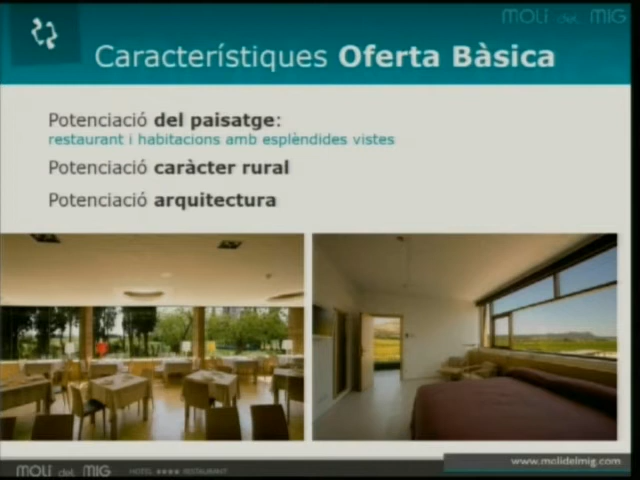 MOLÍ del MIG
Característiques Oferta Bàsica
Potenciació del paisatge:
restaurant i habitacions amb esplèndides vistes
Potenciació caràcter rural
Potenciació arquitectura
MOLÍ del MIG HOTEL **** RESTAURANT
www.molidelmig.com